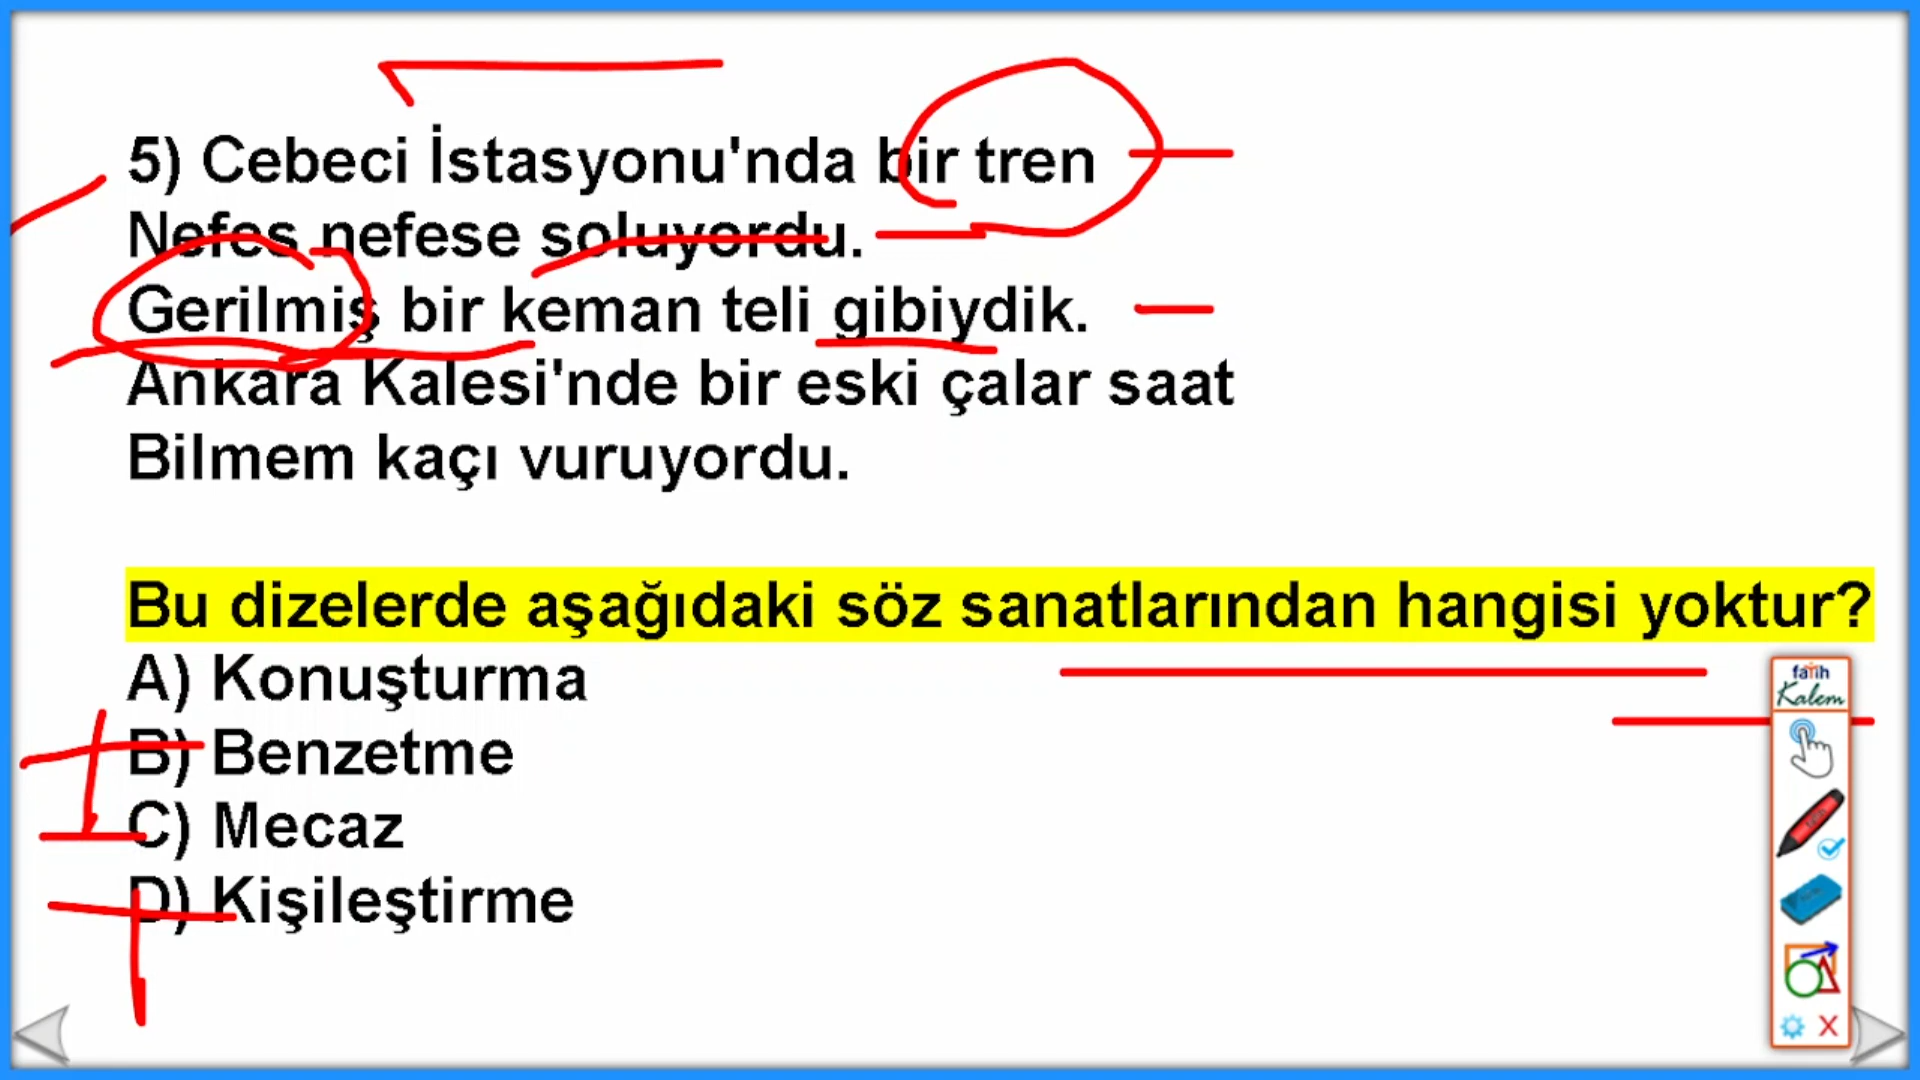 5) Cebeci İstasyonu'nda bir tren
Nefes nefese soluyordu.
Gerilmiş bir keman teli gibiydik.
Ankara Kalesi'nde bir eski çalar saat
Bilmem kaçı vuruyordu.
Bu dizelerde aşağıdaki söz sanatlarından hangisi yoktur?
A) Konuşturma
B) Benzetme
C) Mecaz
D) Kişileştirme
fatih
Kalem